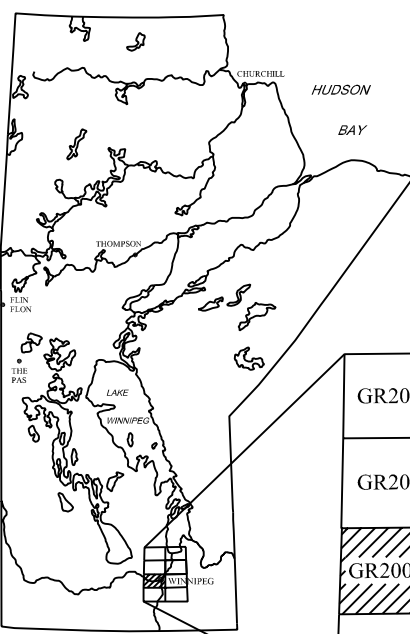 CHURCHILL
HUDSON
BAY
THOMPSON
FLIN
FLON
THE
PAS
LAKE
WINNIPEG
GR20
GR20
GR200
WINNIPEG